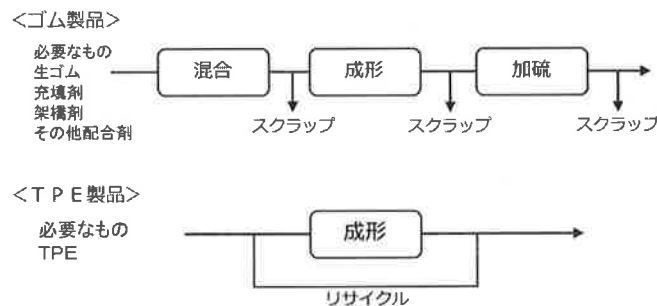 ＜ゴム製品＞
必要なもの
生ゴム
充填剤
架橋剤
その他配合剤
混合
成形
加硫
スクラップ
スクラップ
スクラップ
＜ＴＰＥ製品＞
必要なもの
TPE
成形
リサイクル